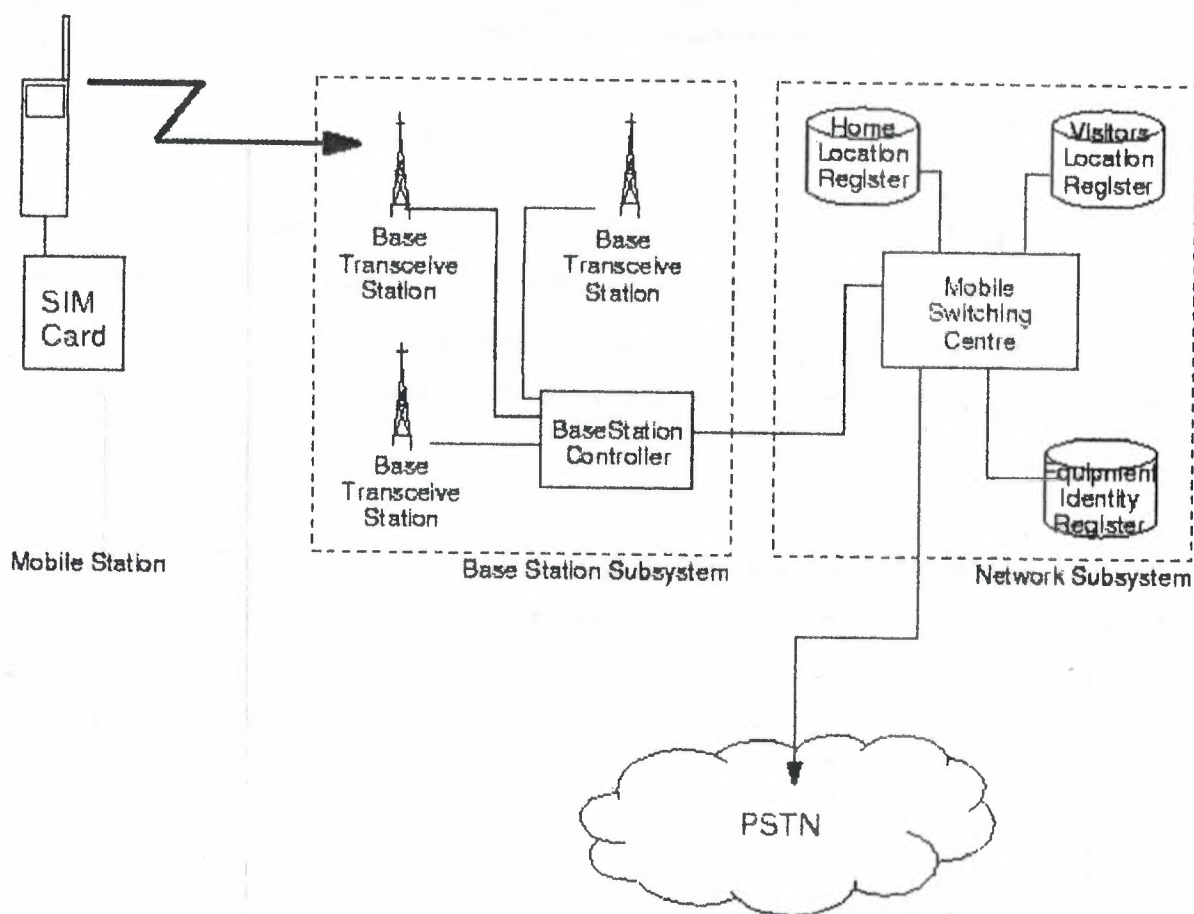 Home
Location
Register
Visitors
Location
Register
Base
Transceive
Station
Base
Transceive
Station
SIM
Card
Mobile
Switching
Centre
BaseStation
Controller
Base
Transceive
Station
Equipment
Identity
Register
Mobile Station
Base Station Subsystem
Network Subsystem
PSTN